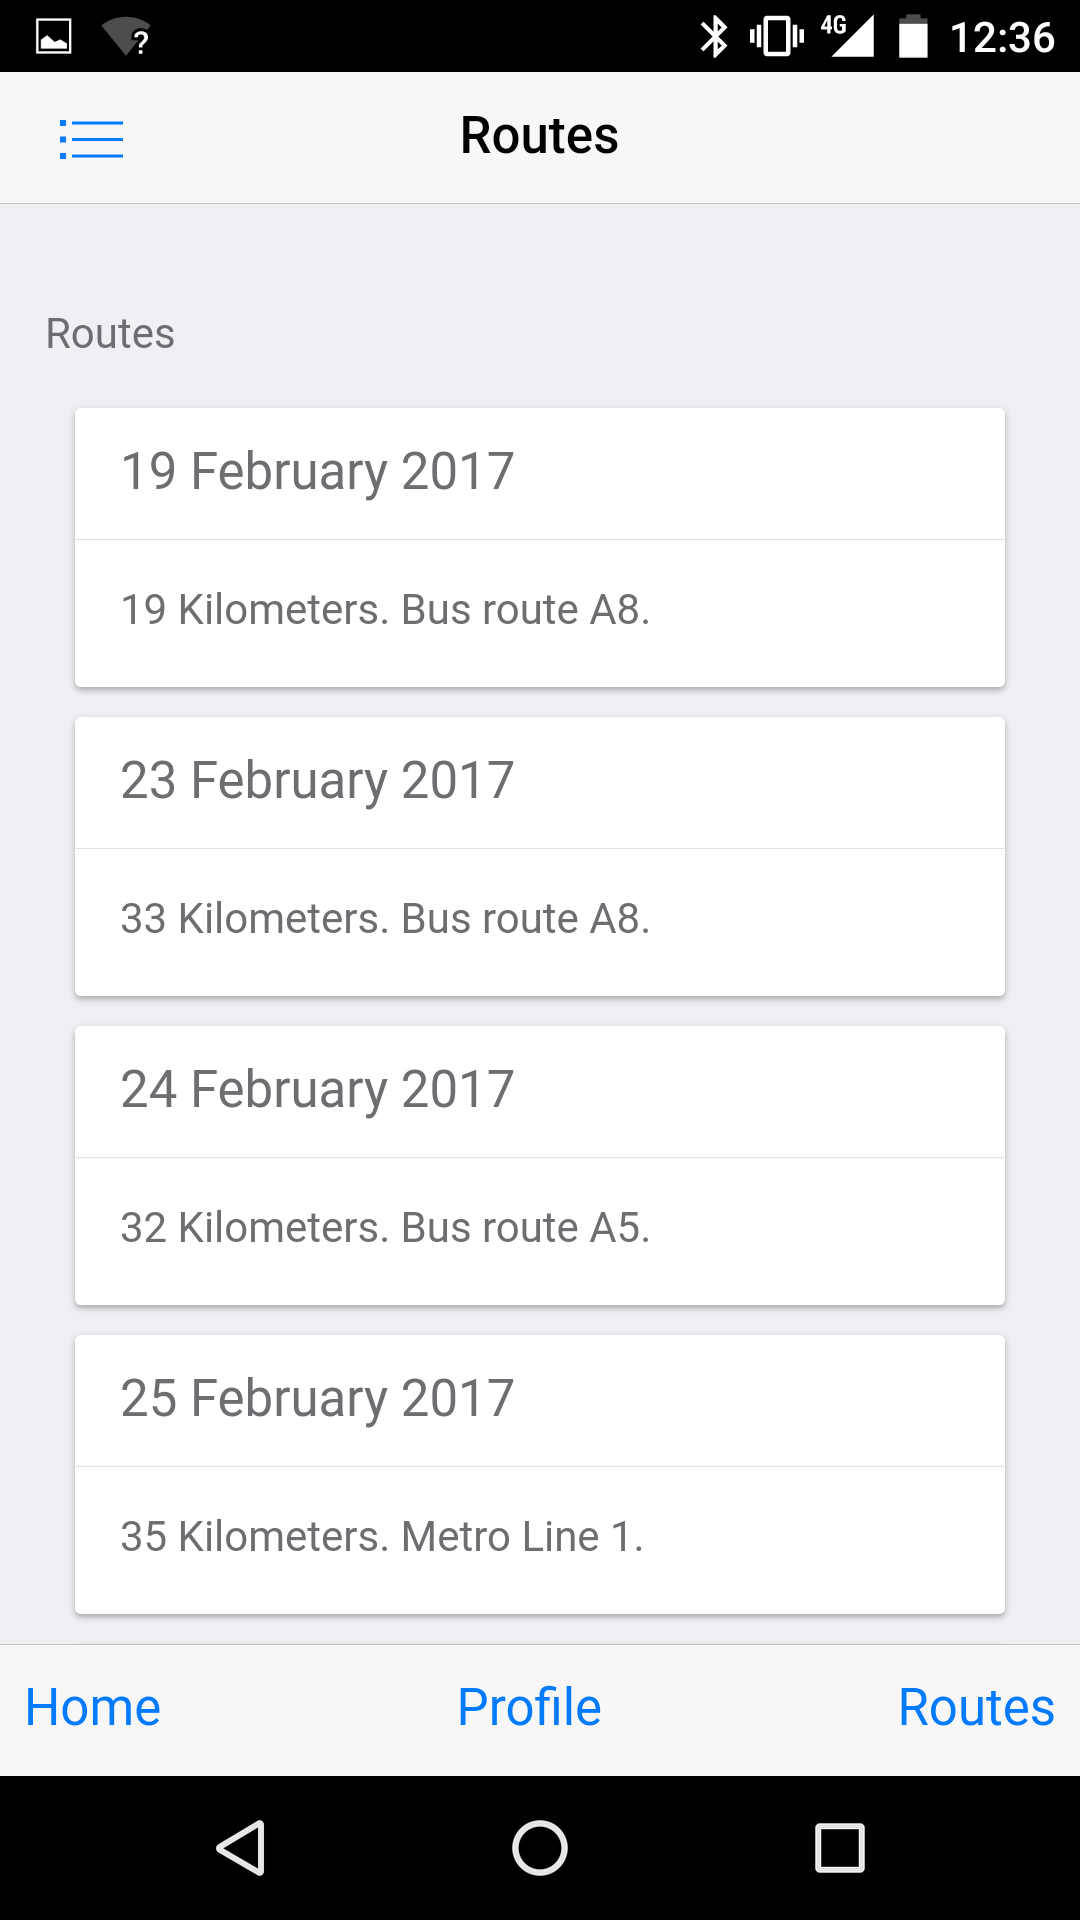 ? 4G 12:36
Routes
Routes
19 February 2017
19 Kilometers. Bus route A8.
23 February 2017
33 Kilometers. Bus route A8.
24 February 2017
32 Kilometers. Bus route A5.
25 February 2017
35 Kilometers. Metro Line 1.
Home Profile Routes